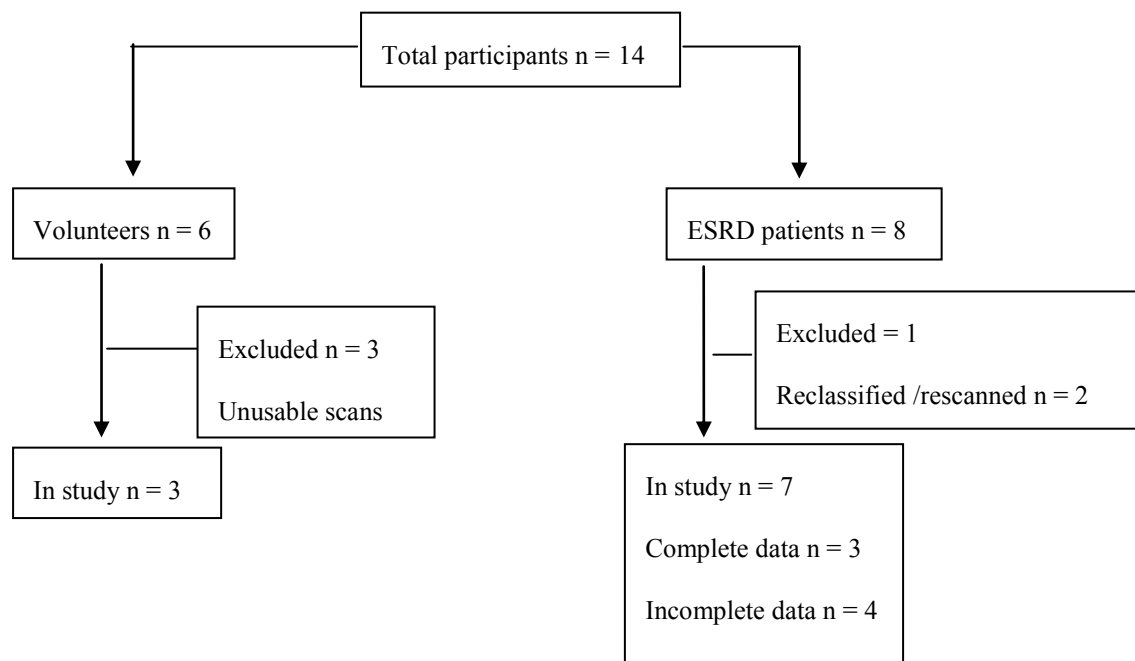 Total participants n = 14
Volunteers n = 6
ESRD patients n = 8
Excluded n = 3
Unusable scans
Excluded = 1
Reclassified /rescanned n = 2
In study n = 3
In study n = 7
Complete data n = 3
Incomplete data n = 4